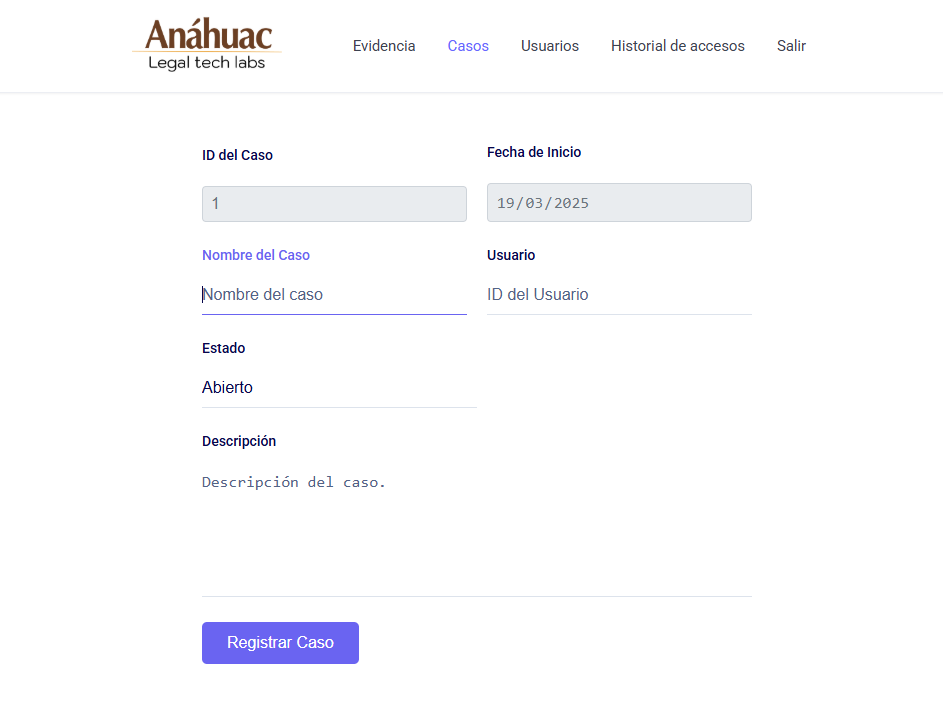 Anáhuac
Legal tech labs
Evidencia Casos Usuarios Historial de accesos Salir
ID del Caso Fecha de Inicio
1 19/03/2025
Nombre del Caso Usuario
Nombre del caso ID del Usuario
Estado
Abierto
Descripción
Descripción del caso.
Registrar Caso